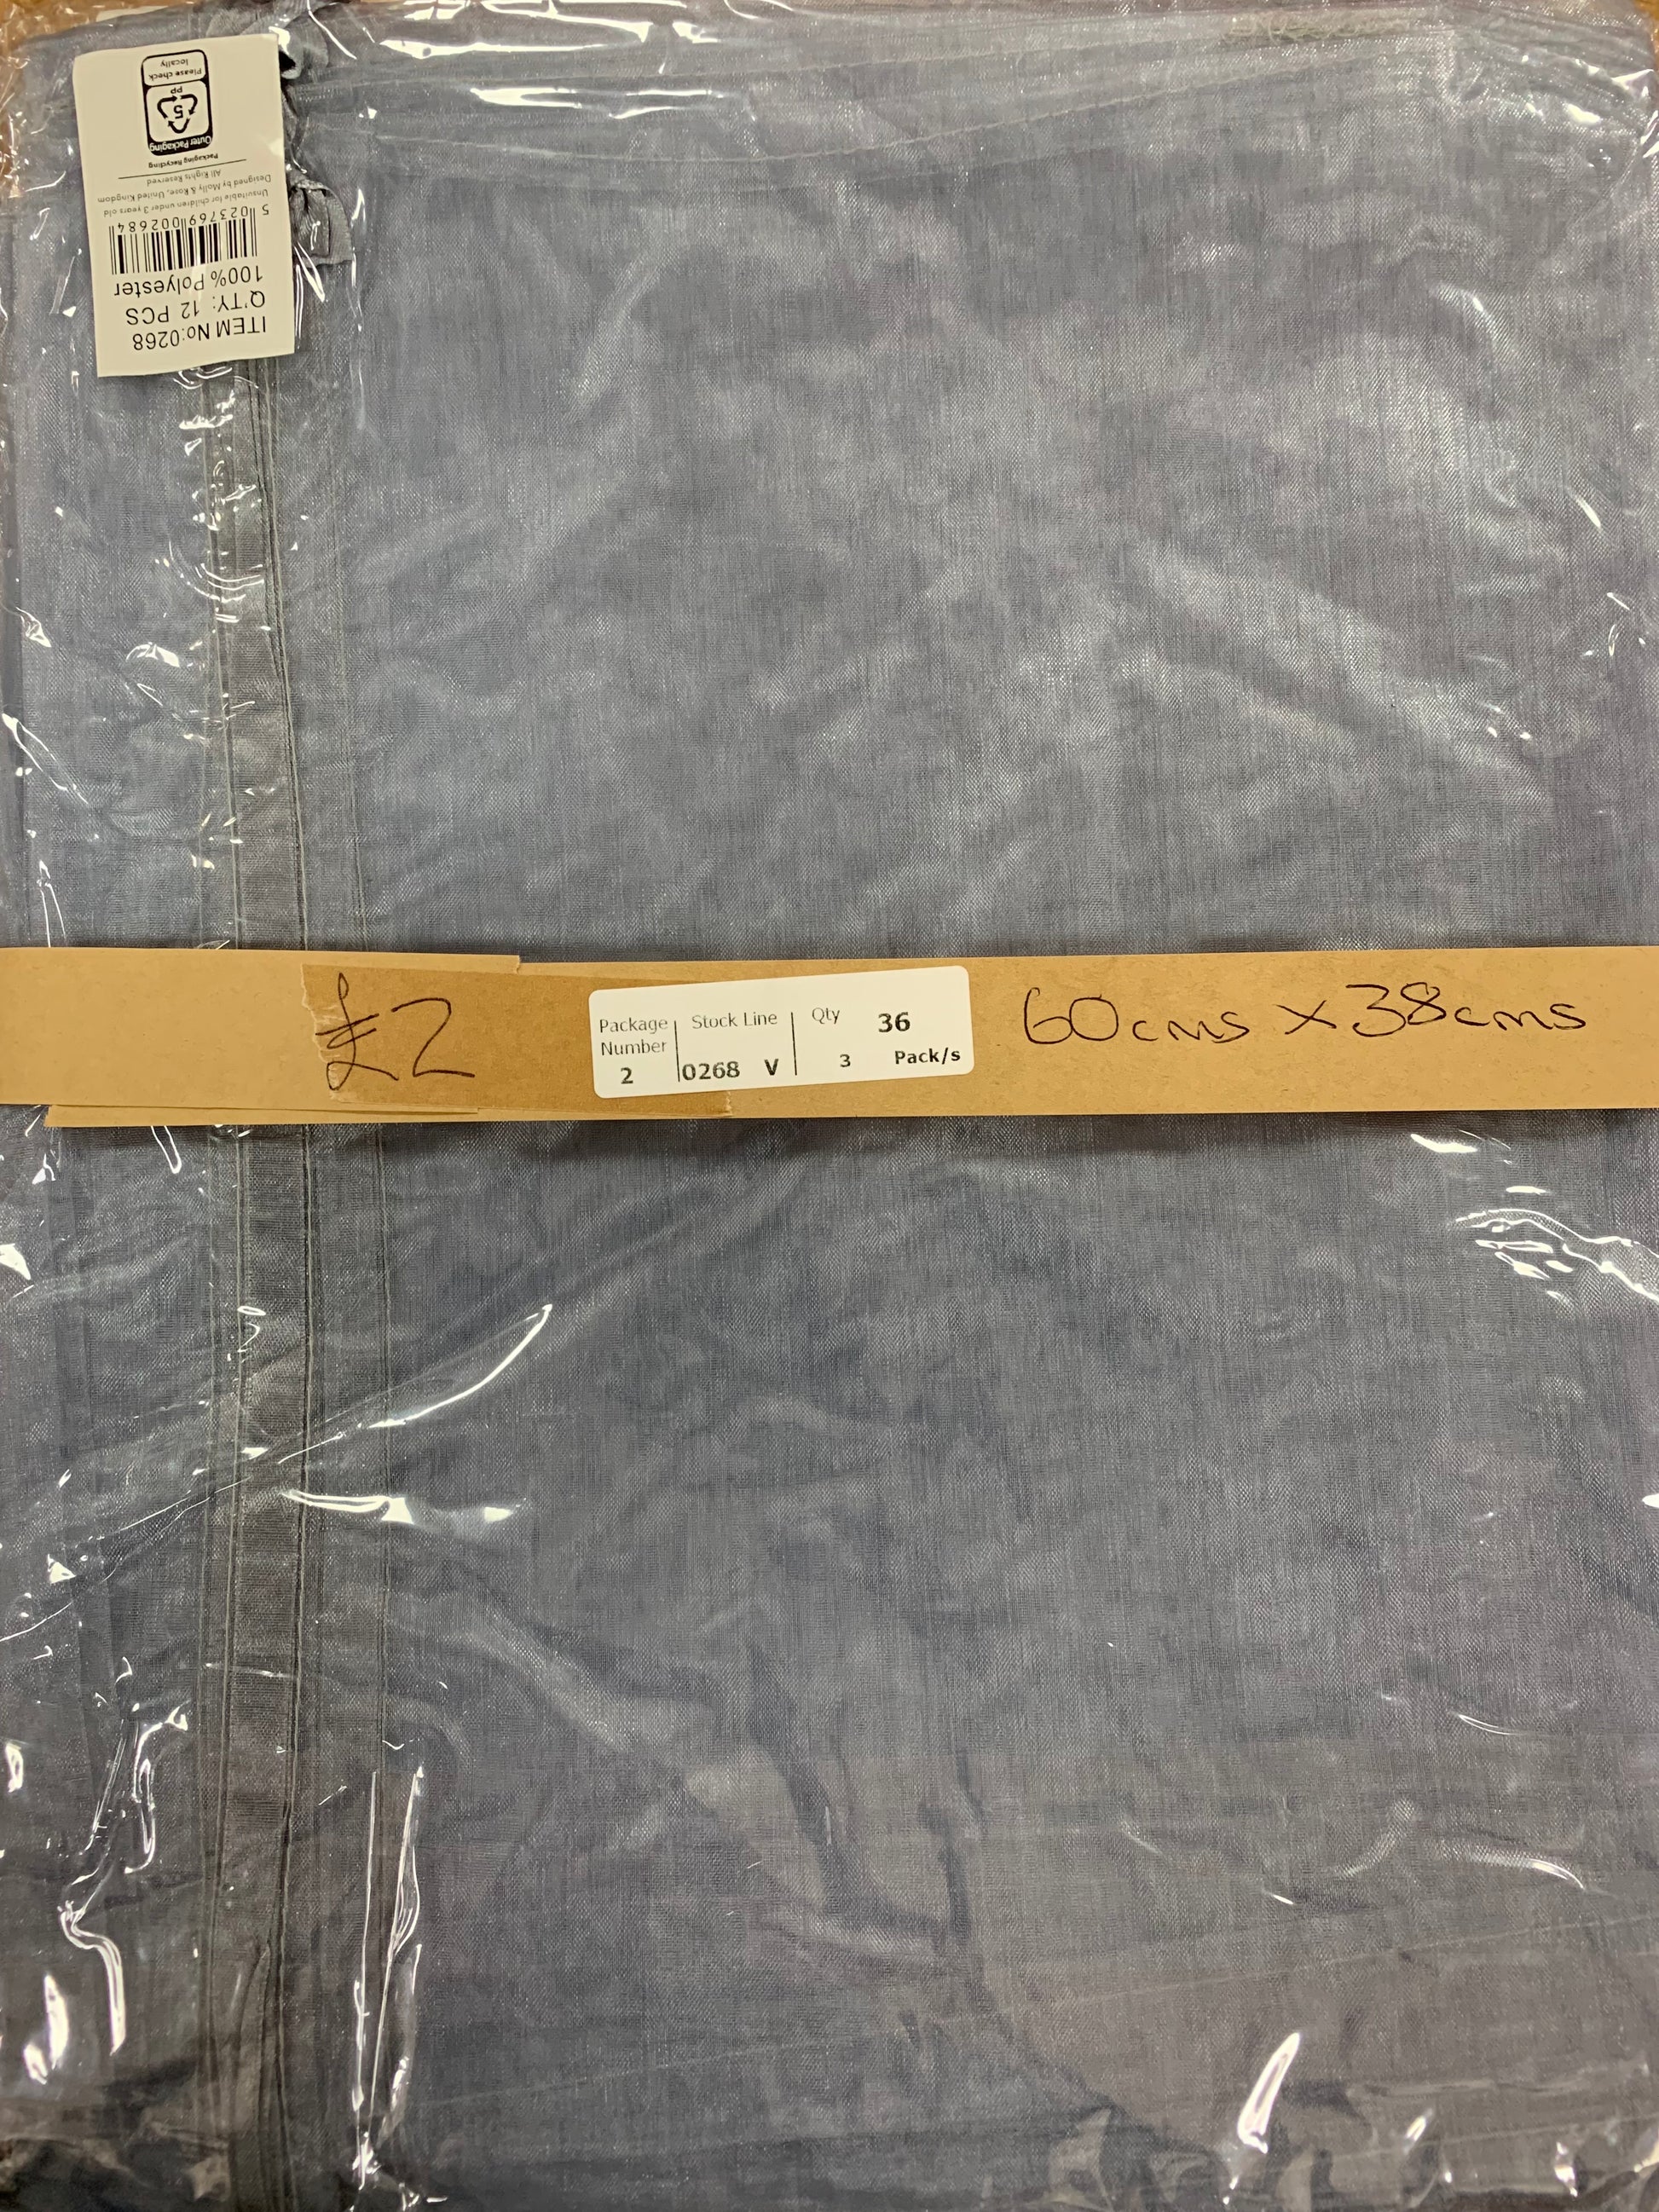 ITEM No:0268
Q'TY: 12 PCS
100% Polyester
5 023769 002684
Unsuitable for children under 3 years old
Designed by Molly & Rose, United Kingdom
All Rights Reserved
Packaging Recycling
Outer Packaging
5
PP
Please check
locally
£2
Package
Number
2
Stock Line
0268 V
Qty 36
3 Pack/s
60cms x 38cms